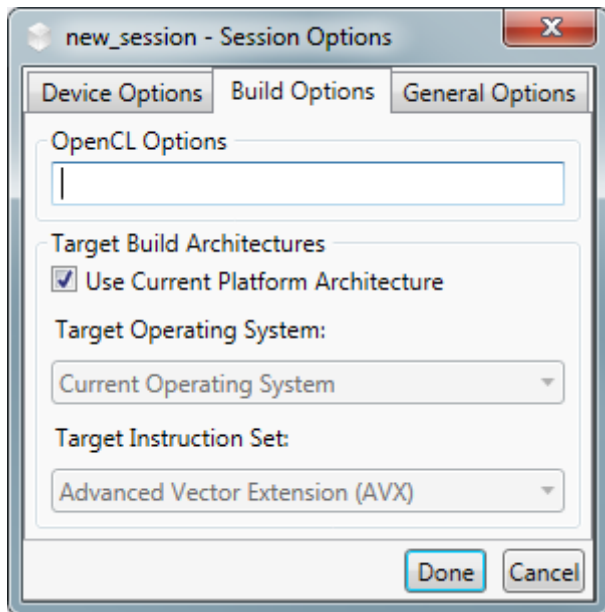 new_session - Session Options
Device Options Build Options General Options
OpenCL Options
Target Build Architectures
Use Current Platform Architecture
Target Operating System:
Current Operating System
Target Instruction Set:
Advanced Vector Extension (AVX)
Done Cancel